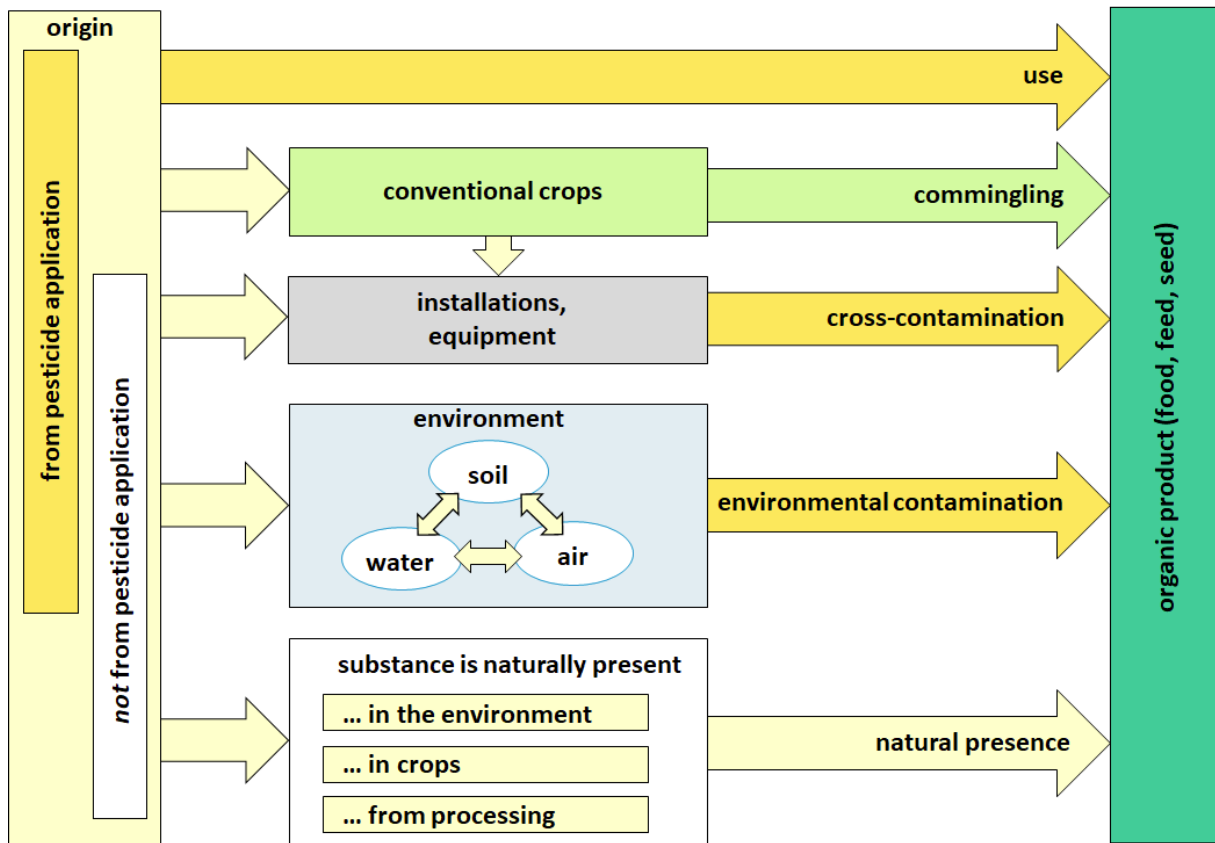 origin
from pesticide application
not from pesticide application
use
conventional crops
commingling
installations,
equipment
cross-contamination
environment
soil
water
air
environmental contamination
substance is naturally present
... in the environment
... in crops
... from processing
natural presence
organic product (food, feed, seed)